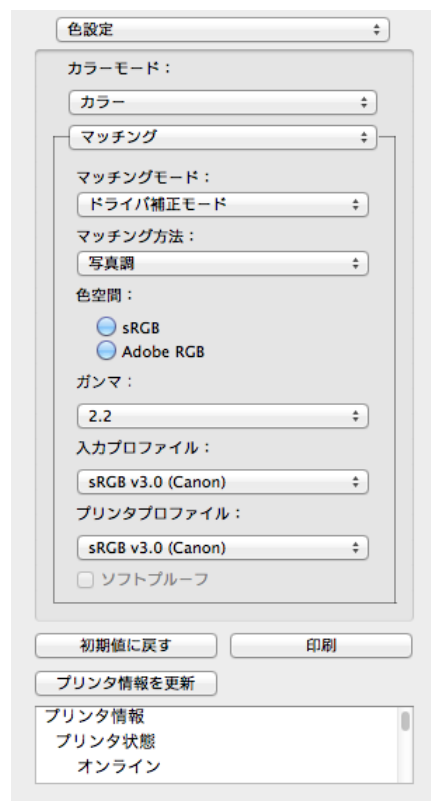 色設定
カラーモード：
カラー
マッチング
マッチングモード：
ドライバ補正モード
マッチング方法：
写真調
色空間：
sRGB
Adobe RGB
ガンマ：
2.2
入力プロファイル：
sRGB v3.0 (Canon)
プリンタプロファイル：
sRGB v3.0 (Canon)
ソフトプルーフ
初期値に戻す 印刷
プリンタ情報を更新
プリンタ情報
プリンタ状態
オンライン